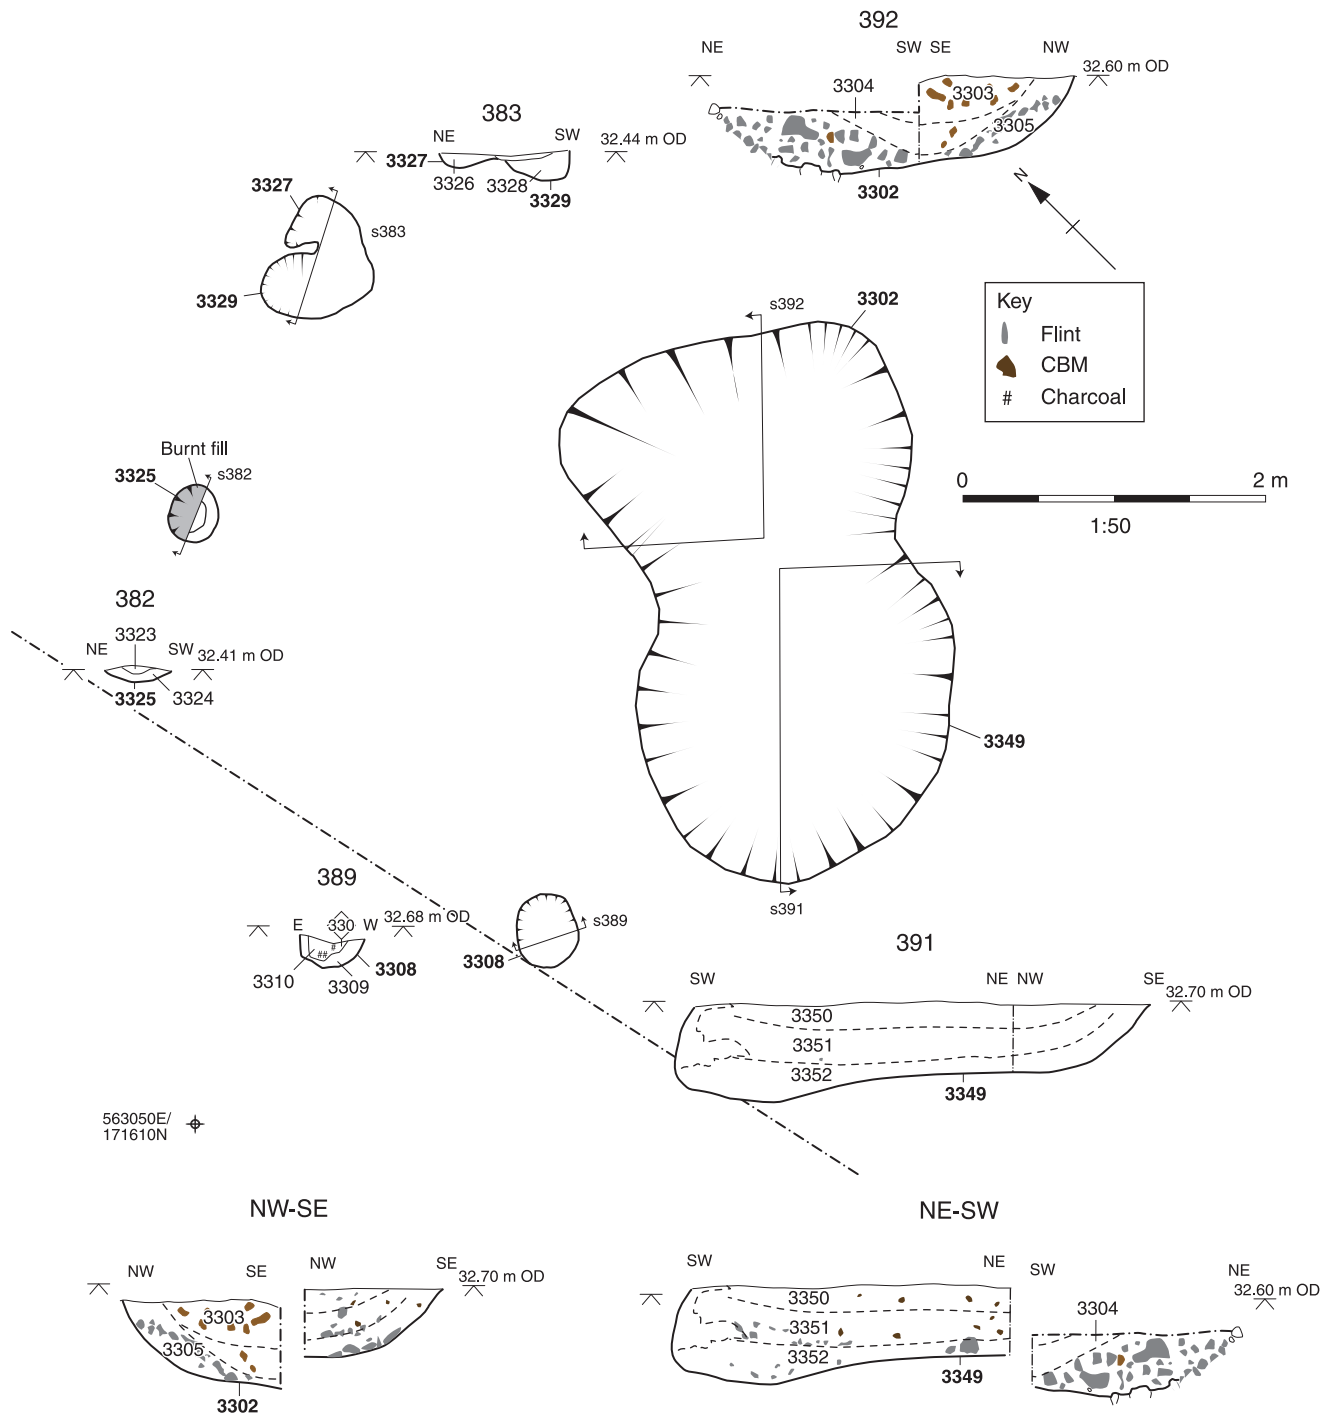 392
NE
SW SE
NW
32.60 m OD
3304
3303
3305
3302
383
NE
SW
32.44 m OD
3327
3326
3328
3329
3327
s383
3329
N
Key
Flint
CBM
# Charcoal
s392
3302
0
2 m
1:50
Burnt fill
3325
s382
382
3323
NE
SW
32.41 m OD
3325
3324
3349
s391
389
E
330
W
32.68 m OD
##
#
3310
3309
3308
3308
s389
391
SW
NE NW
SE
32.70 m OD
3350
3351
3352
3349
563050E/
171610N
NW-SE
NW
SE
NW
SE
32.70 m OD
3303
3305
3302
NE-SW
SW
NE
SW
NE
32.60 m OD
3350
3304
3351
3352
3349